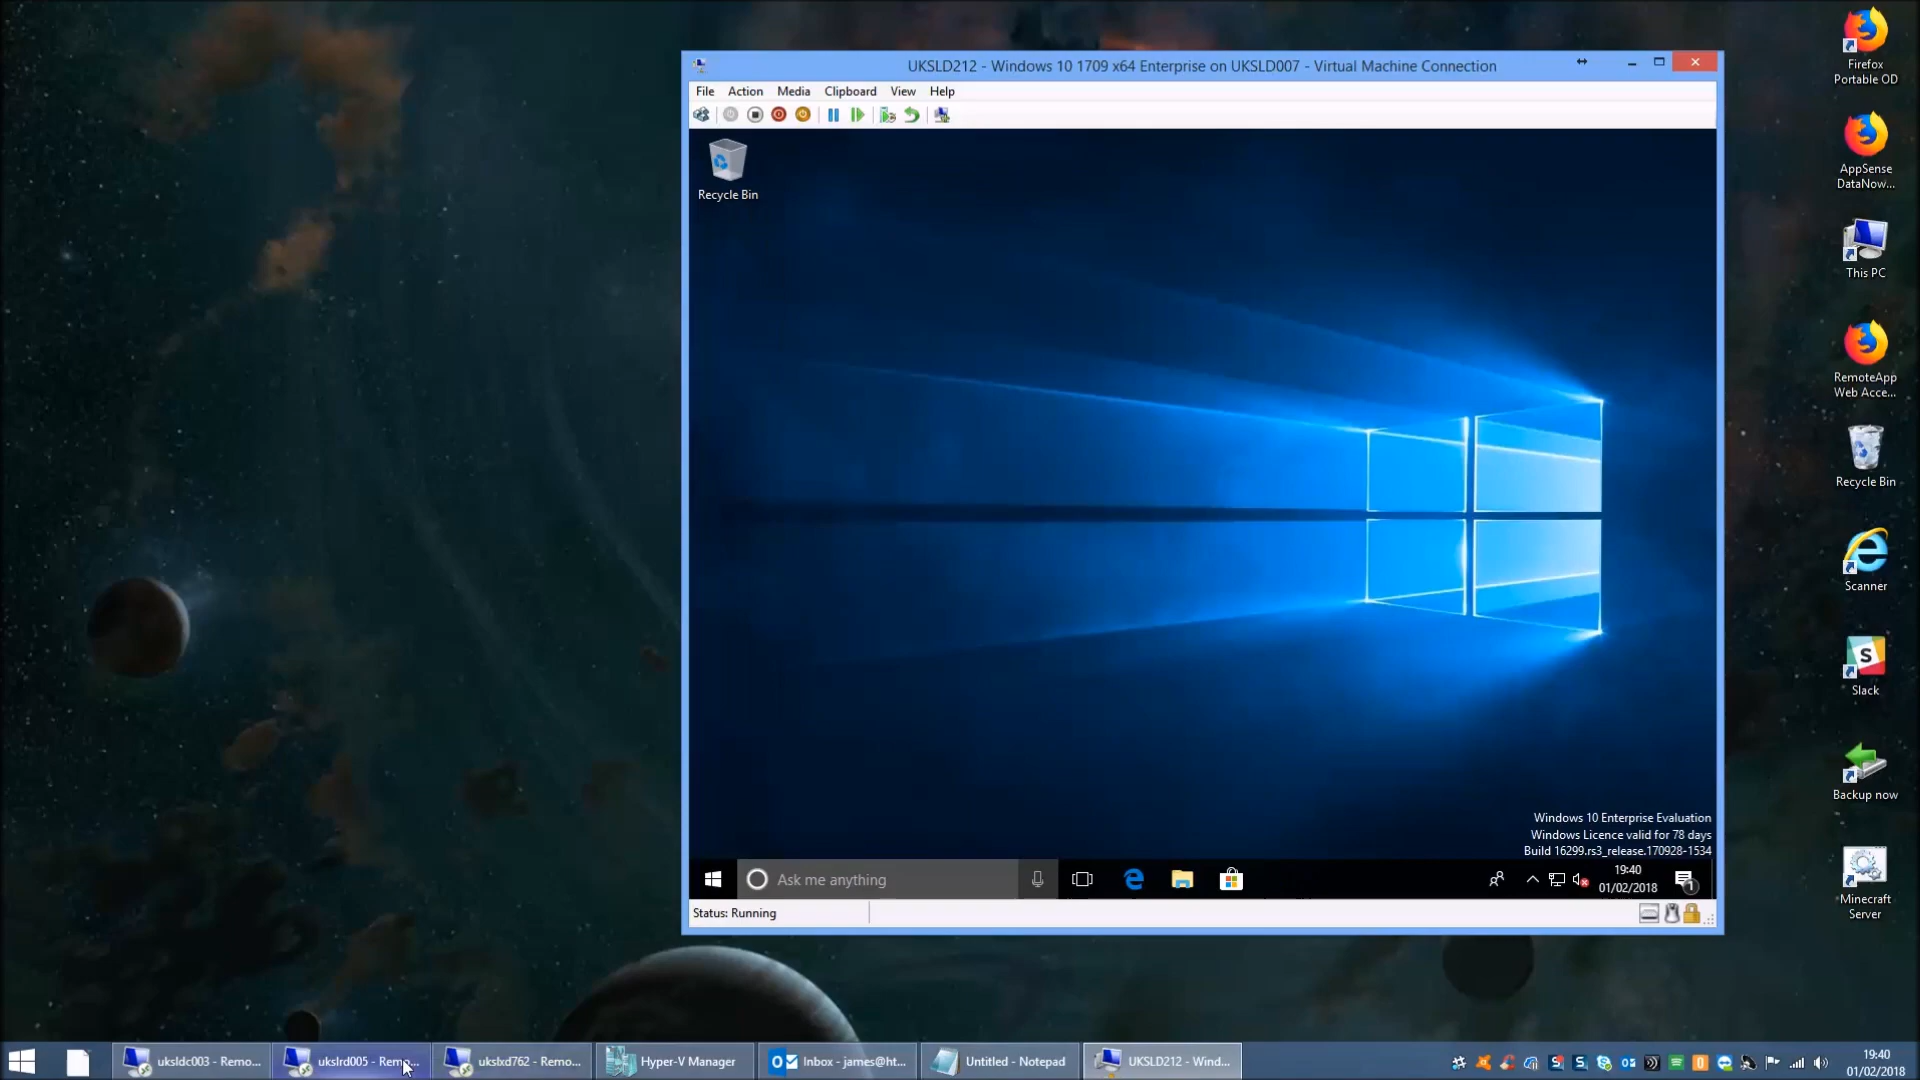 UKSLD212 - Windows 10 1709 x64 Enterprise on UKSLD007 - Virtual Machine Connection
File Action Media Clipboard View Help
Recycle Bin
Windows 10 Enterprise Evaluation
Windows Licence valid for 78 days
Build 16299.rs3_release.170928-1534
Ask me anything
19:40
01/02/2018
1
Status: Running
Firefox
Portable OD
AppSense
DataNow...
This PC
RemoteApp
Web Acce...
Recycle Bin
Scanner
S
Slack
Backup now
Minecraft
Server
uksldc003 - Remo...
ukslrd005 - Remo...
ukslxd762 - Remo...
Hyper-V Manager
Inbox - james@ht...
Untitled - Notepad
UKSLD212 - Wind...
19:40
01/02/2018